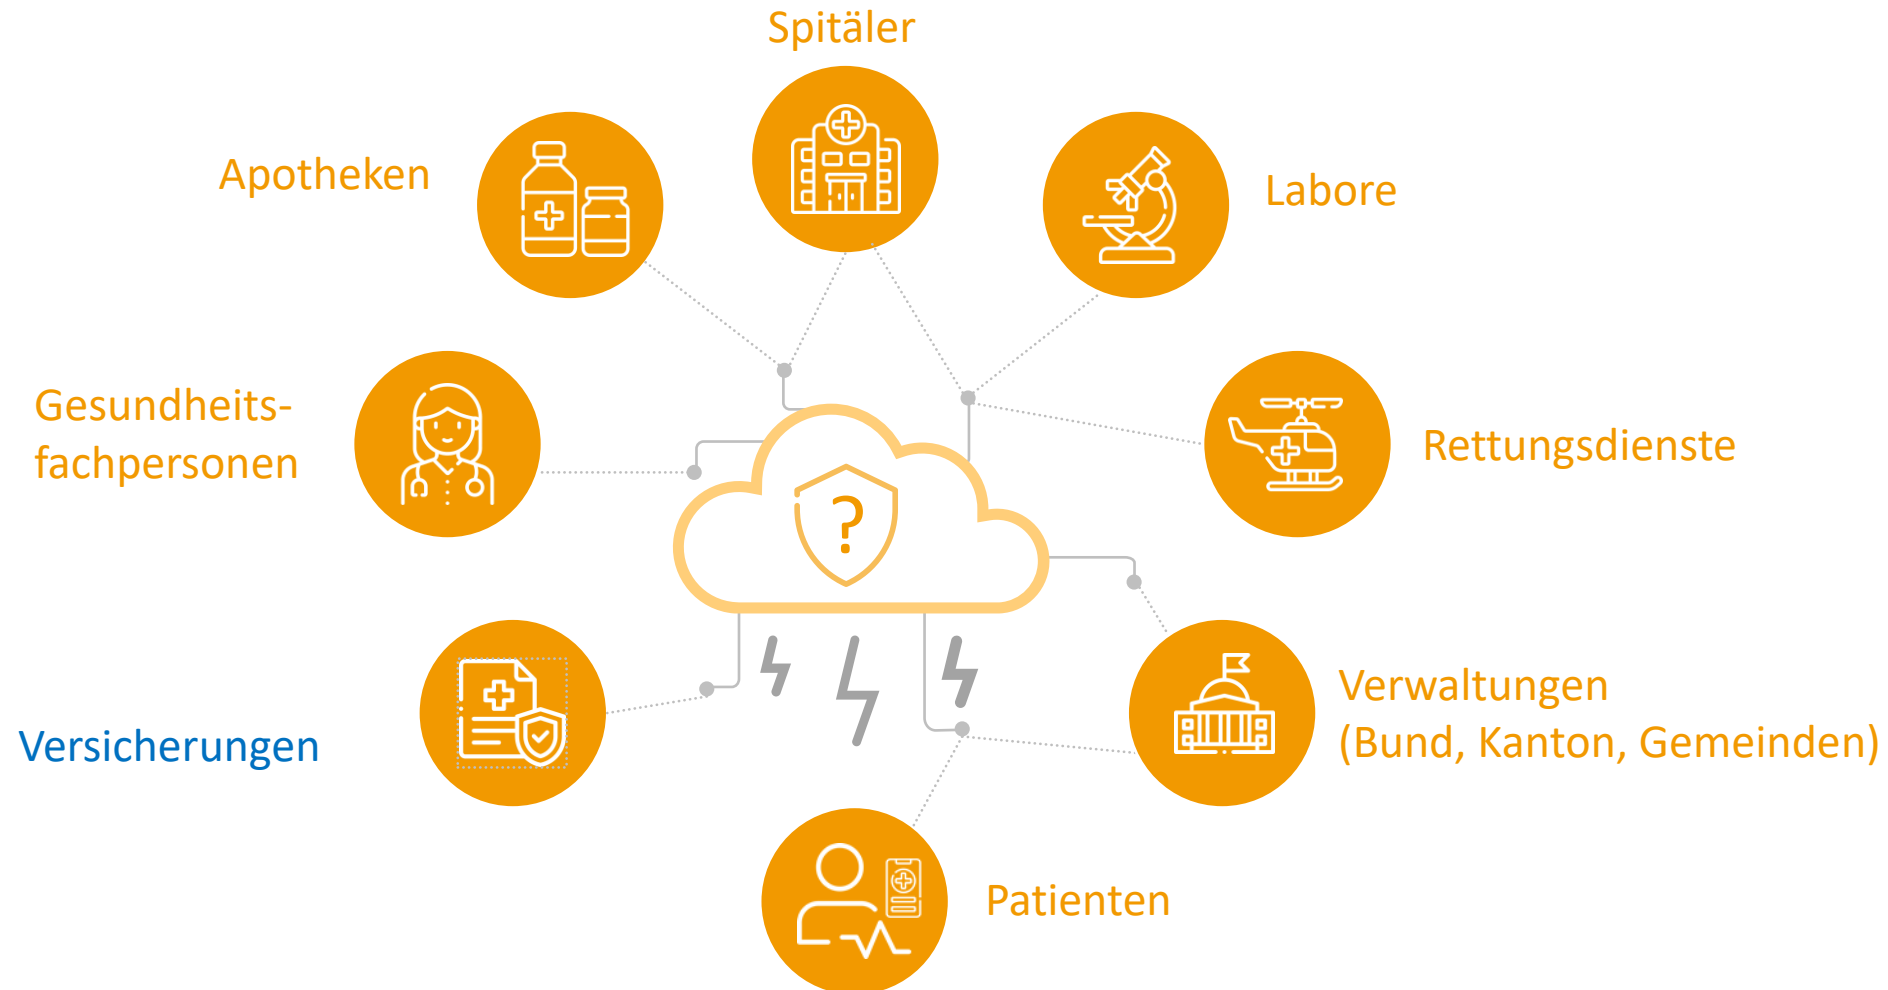 Spitäler
Apotheken
Labore
Gesundheits-
fachpersonen
Rettungsdienste
?
Versicherungen
Verwaltungen
(Bund, Kanton, Gemeinden)
Patienten